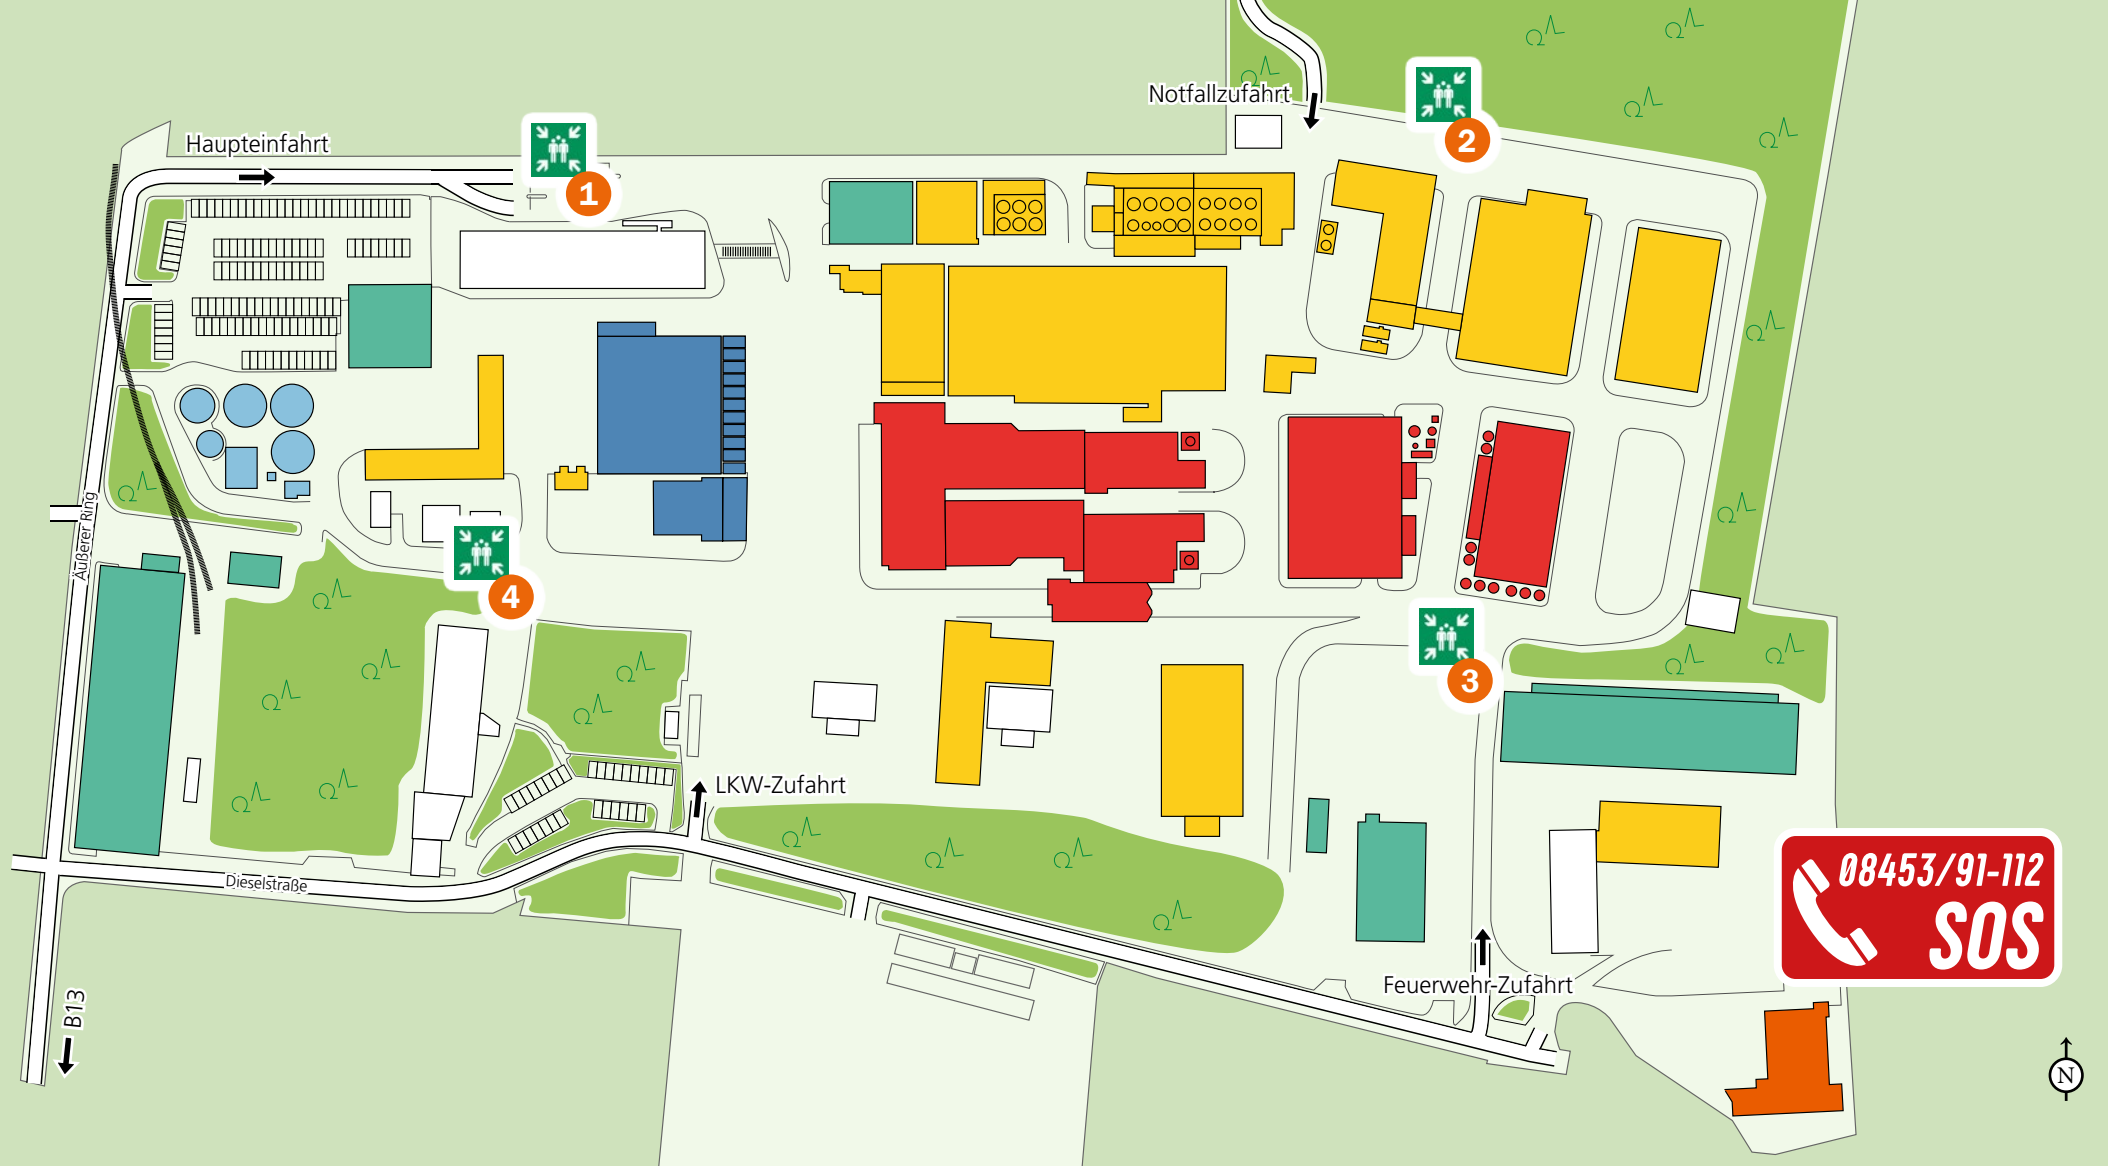 Notfallzufahrt
2
Haupteinfahrt
1
Äußerer Ring
4
3
LKW-Zufahrt
08453/91-112
SOS
Dieselstraße
Feuerwehr-Zufahrt
B13
N